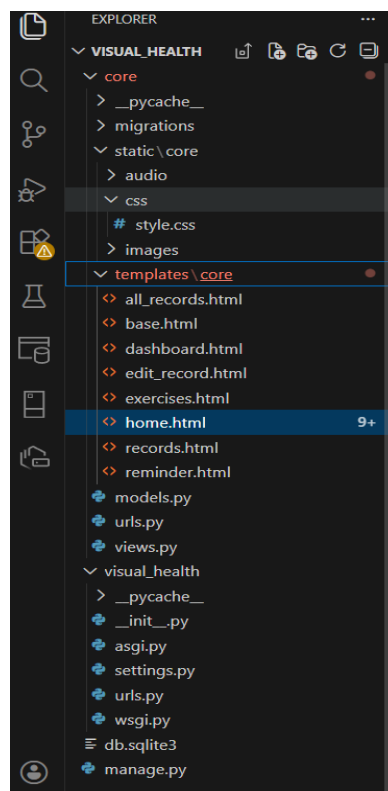 EXPLORER ...
VISUAL_HEALTH
core
__pycache__
migrations
static\core
audio
css
# style.css
images
templates\core
<> all_records.html
<> base.html
<> dashboard.html
<> edit_record.html
<> exercises.html
<> home.html 9+
<> records.html
<> reminder.html
models.py
urls.py
views.py
visual_health
__pycache__
__init__.py
asgi.py
settings.py
urls.py
wsgi.py
db.sqlite3
manage.py